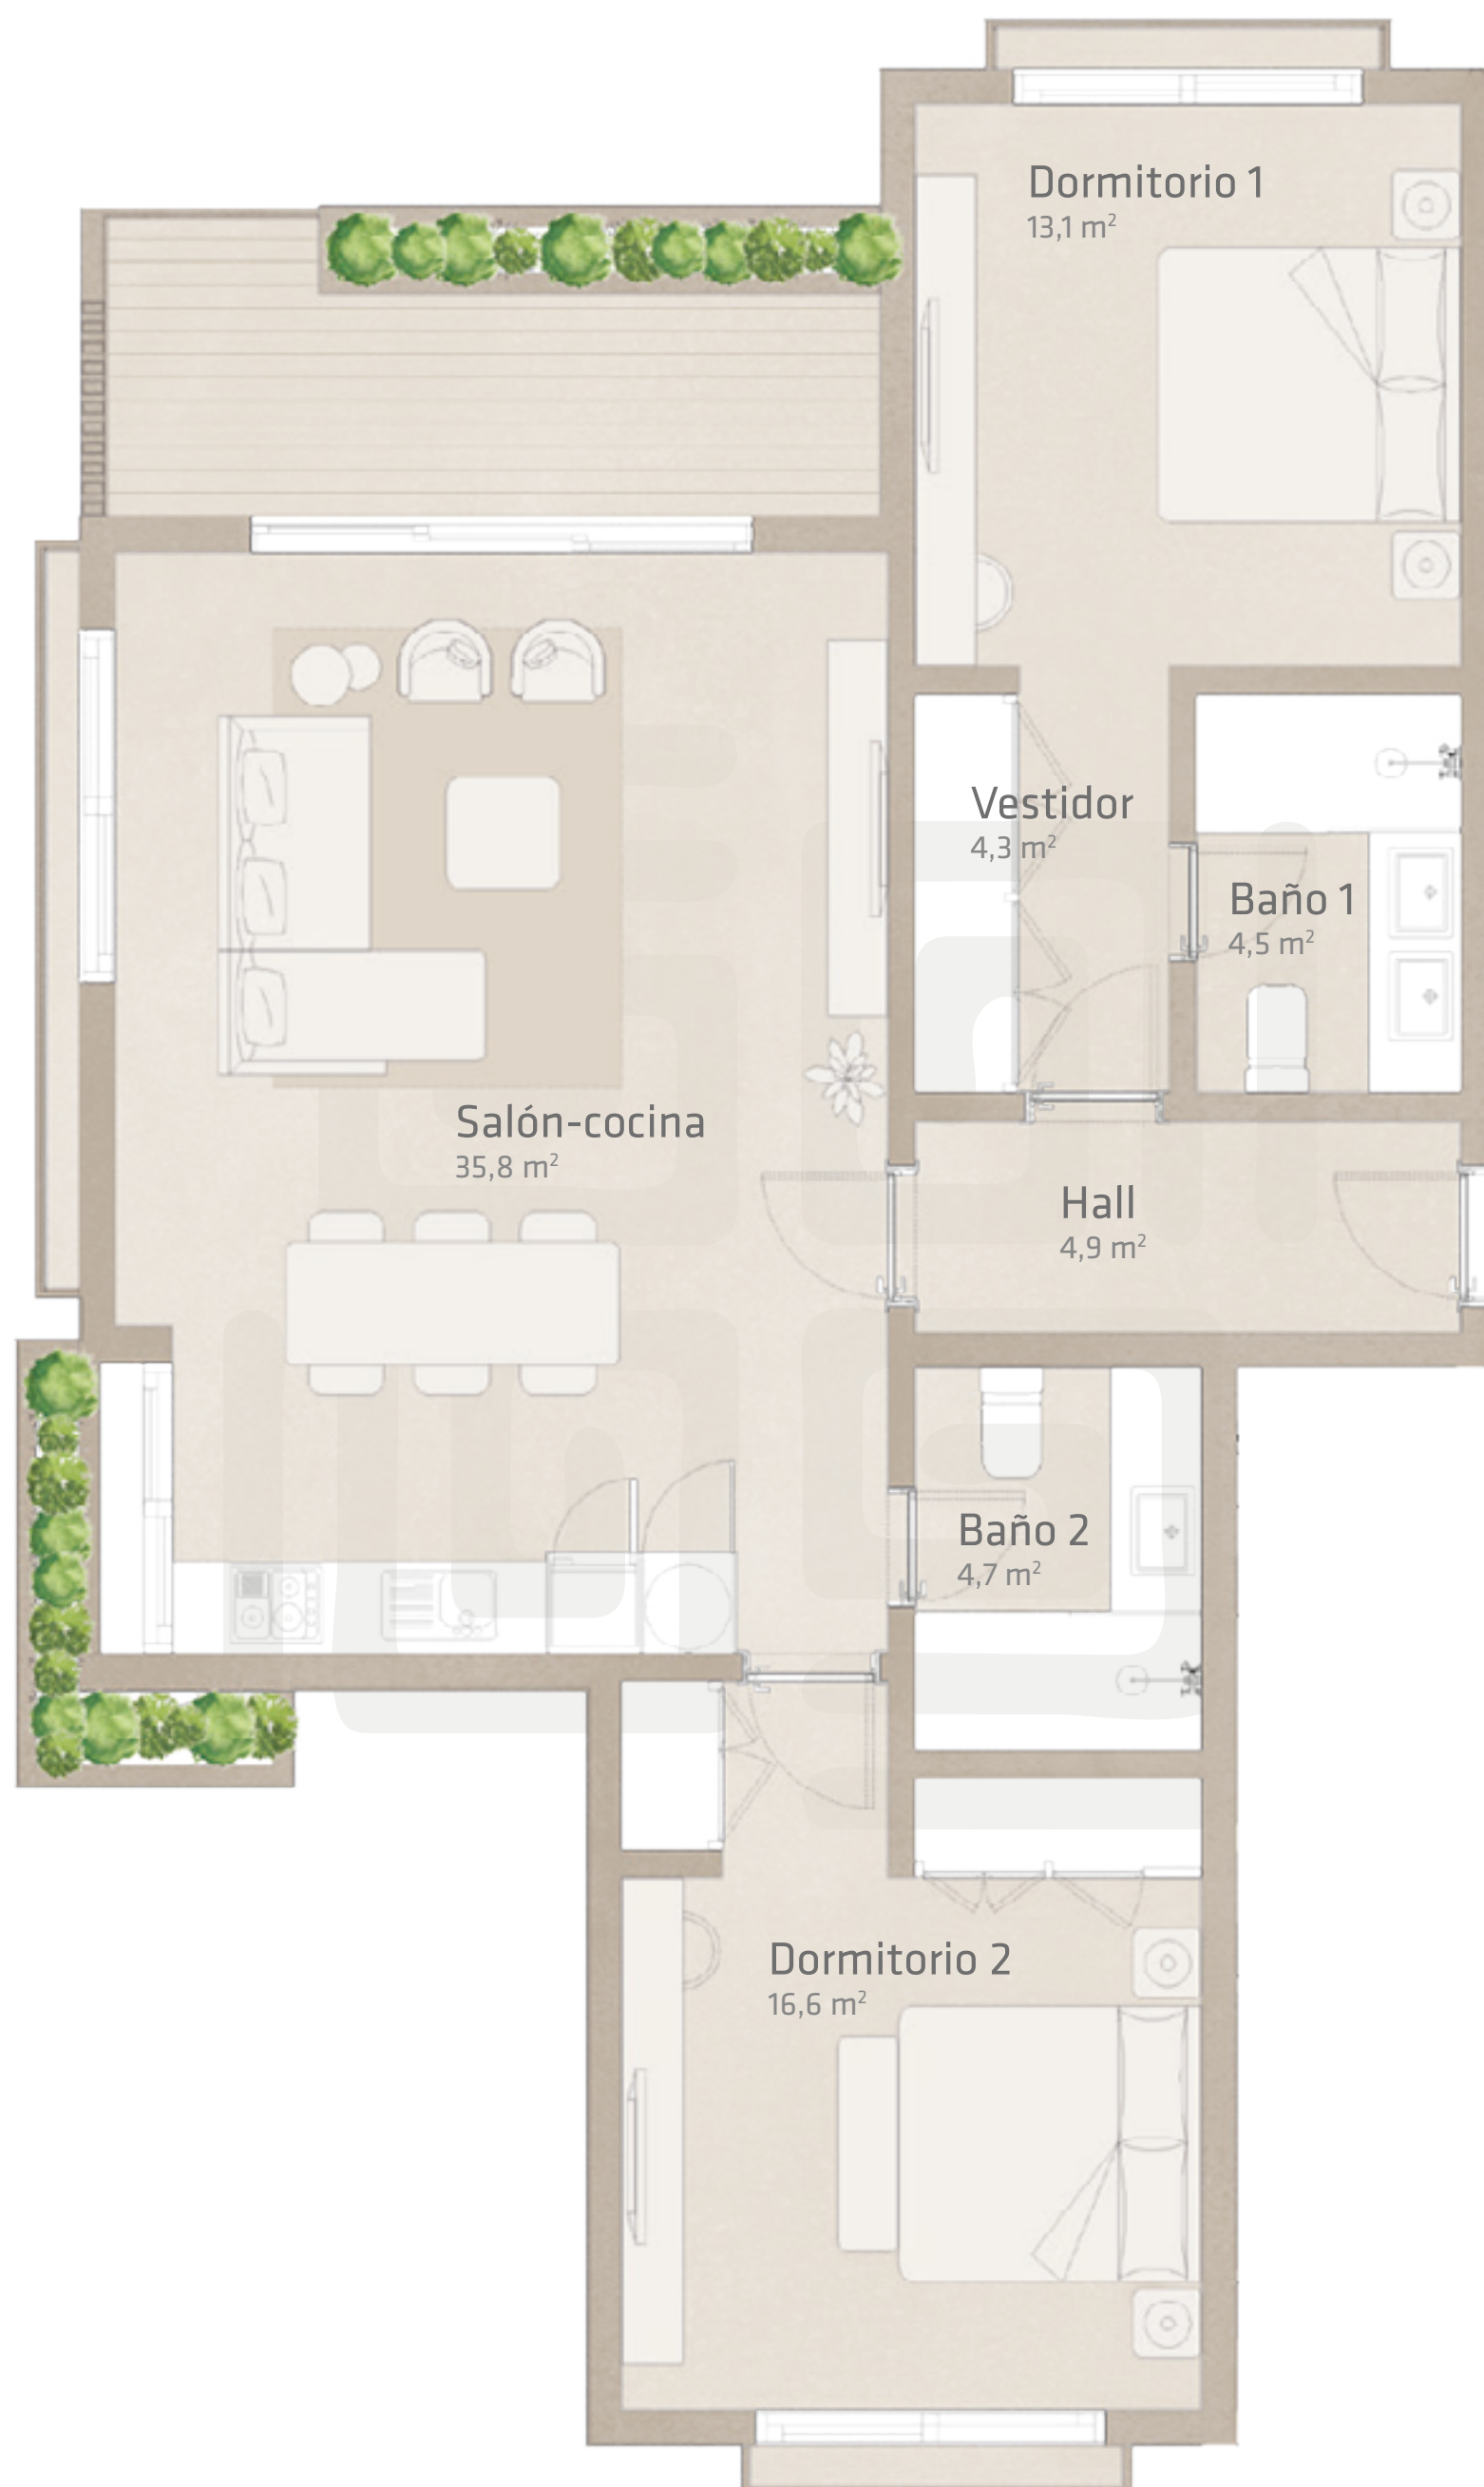 Dormitorio 1
13,1 m²
Vestidor
4,3 m²
Baño 1
4,5 m²
Salón-cocina
35,8 m²
Hall
4,9 m²
Baño 2
4,7 m²
Dormitorio 2
16,6 m²